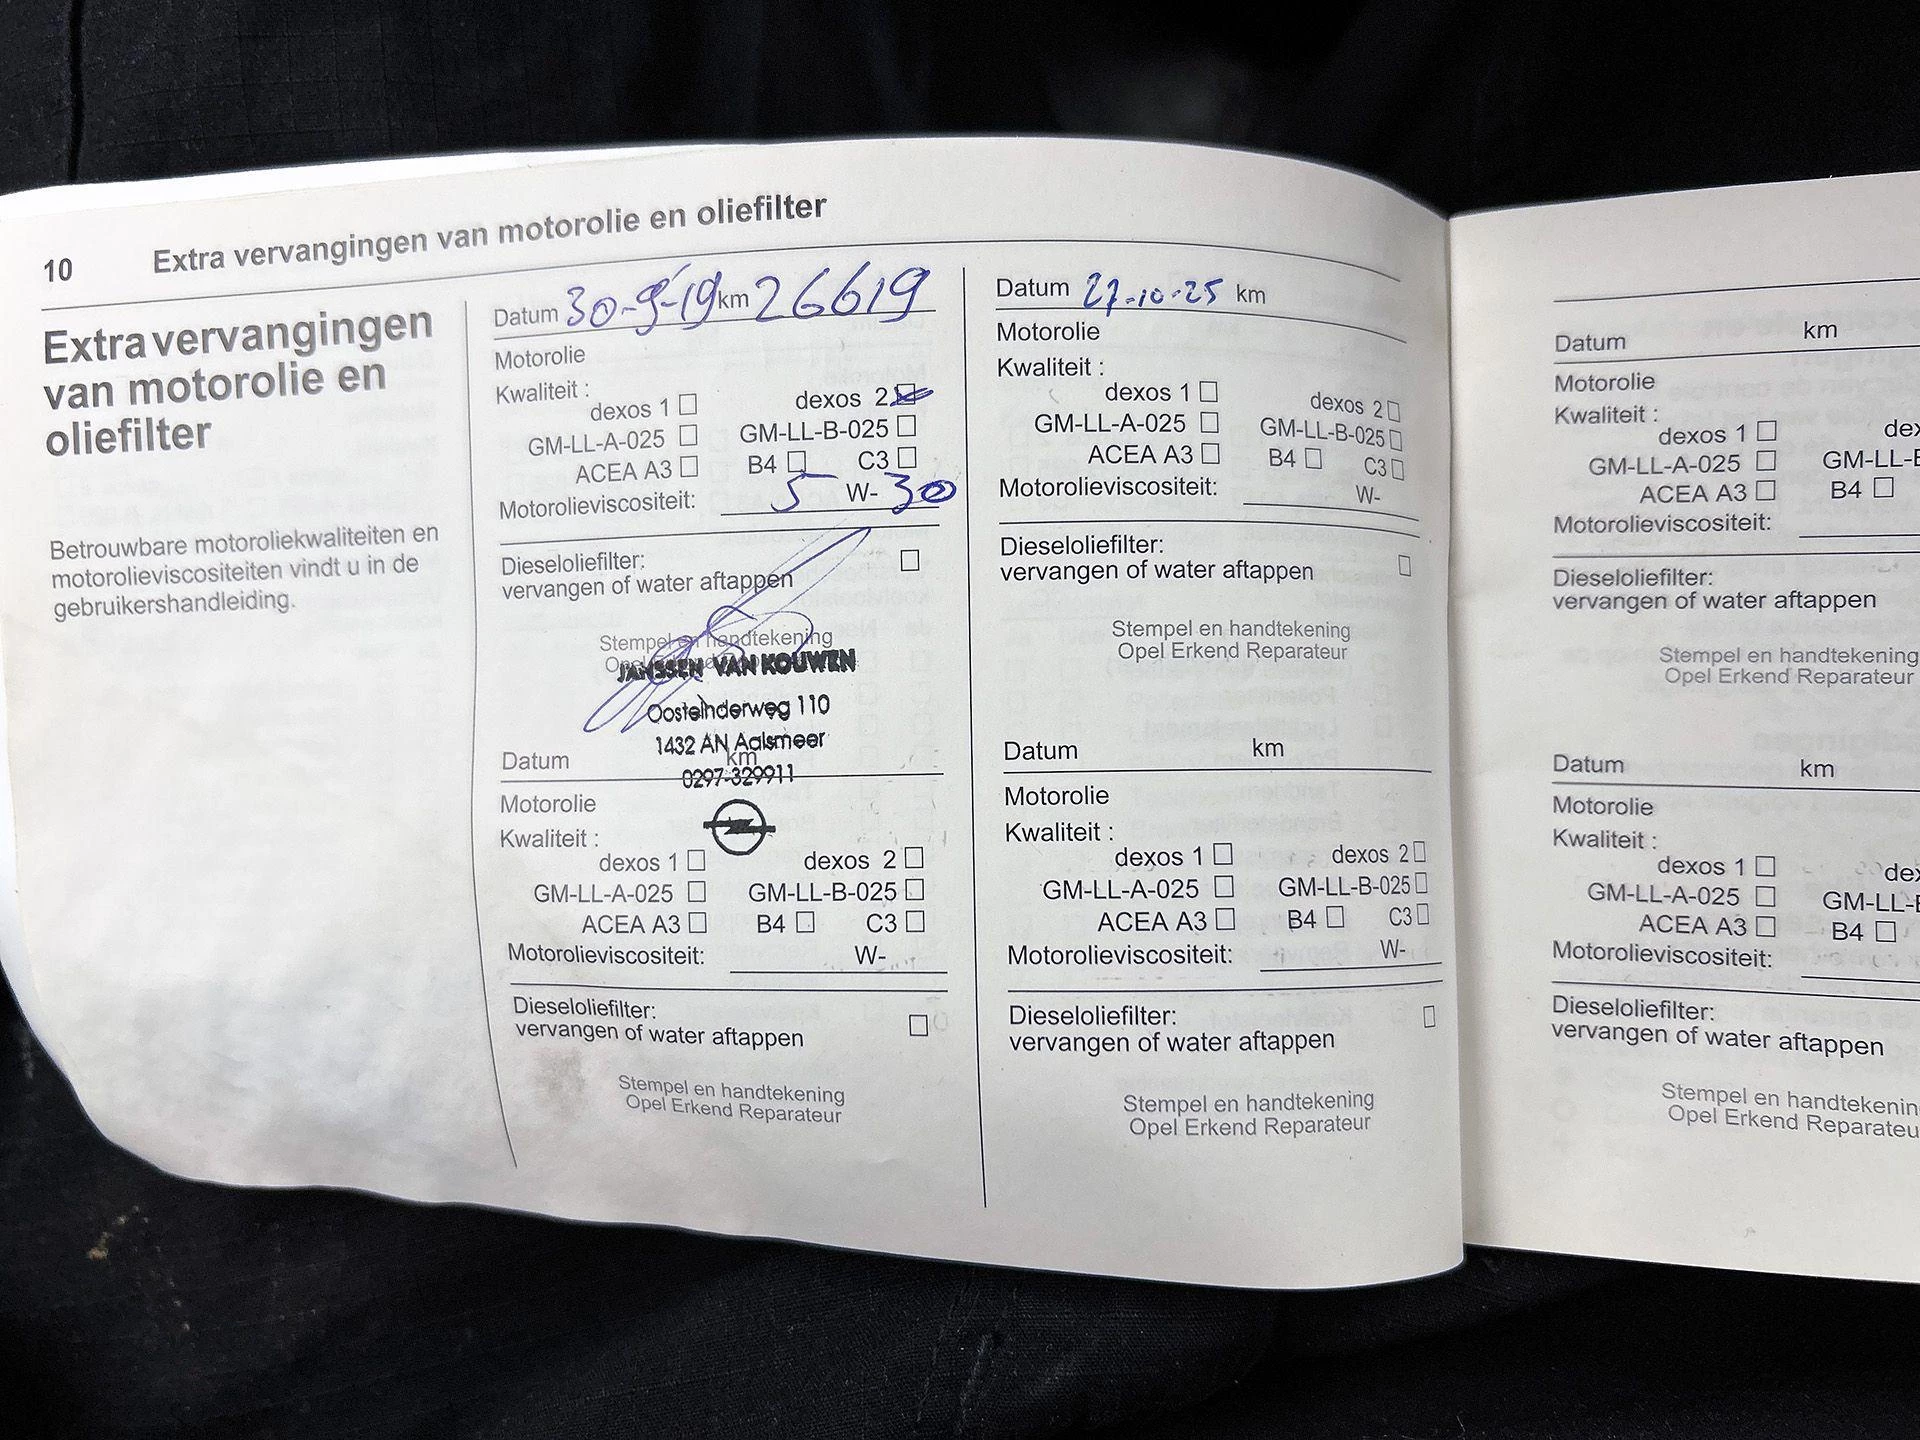 10 Extra vervangingen van motorolie en oliefilter
Extra vervangingen
van motorolie en
oliefilter
Betrouwbare motoroliekwaliteiten en
motorolieviscositeiten vindt u in de
gebruikershandleiding.
Datum 30-9-19 km 26619
Motorolie
Kwaliteit :
dexos 1 dexos 2
GM-LL-A-025 GM-LL-B-025
ACEA A3 B4 C3
Motorolieviscositeit: 5 W- 30
Dieseloliefilter:
vervangen of water aftappen
Stempel en handtekening
JANSSEN VAN KOUWEN
Oosteinderweg 110
1432 AN Aalsmeer
0297-329911
Datum km
Motorolie
Kwaliteit :
dexos 1 dexos 2
GM-LL-A-025 GM-LL-B-025
ACEA A3 B4 C3
Motorolieviscositeit: W-
Dieseloliefilter:
vervangen of water aftappen
Stempel en handtekening
Opel Erkend Reparateur
Datum 27-10-25 km
Motorolie
Kwaliteit :
dexos 1 dexos 2
GM-LL-A-025 GM-LL-B-025
ACEA A3 B4 C3
Motorolieviscositeit: W-
Dieseloliefilter:
vervangen of water aftappen
Stempel en handtekening
Opel Erkend Reparateur
Datum km
Motorolie
Kwaliteit :
dexos 1 dexos 2
GM-LL-A-025 GM-LL-B-025
ACEA A3 B4 C3
Motorolieviscositeit: W-
Dieseloliefilter:
vervangen of water aftappen
Stempel en handtekening
Opel Erkend Reparateur
Datum km
Motorolie
Kwaliteit :
dexos 1
GM-LL-A-025
ACEA A3 B4
Motorolieviscositeit:
Dieseloliefilter:
vervangen of water aftappen
Stempel en handtekening
Opel Erkend Reparateur
Datum km
Motorolie
Kwaliteit :
dexos 1
GM-LL-A-025
ACEA A3 B4
Motorolieviscositeit:
Dieseloliefilter:
vervangen of water aftappen
Stempel en
Opel Erkend